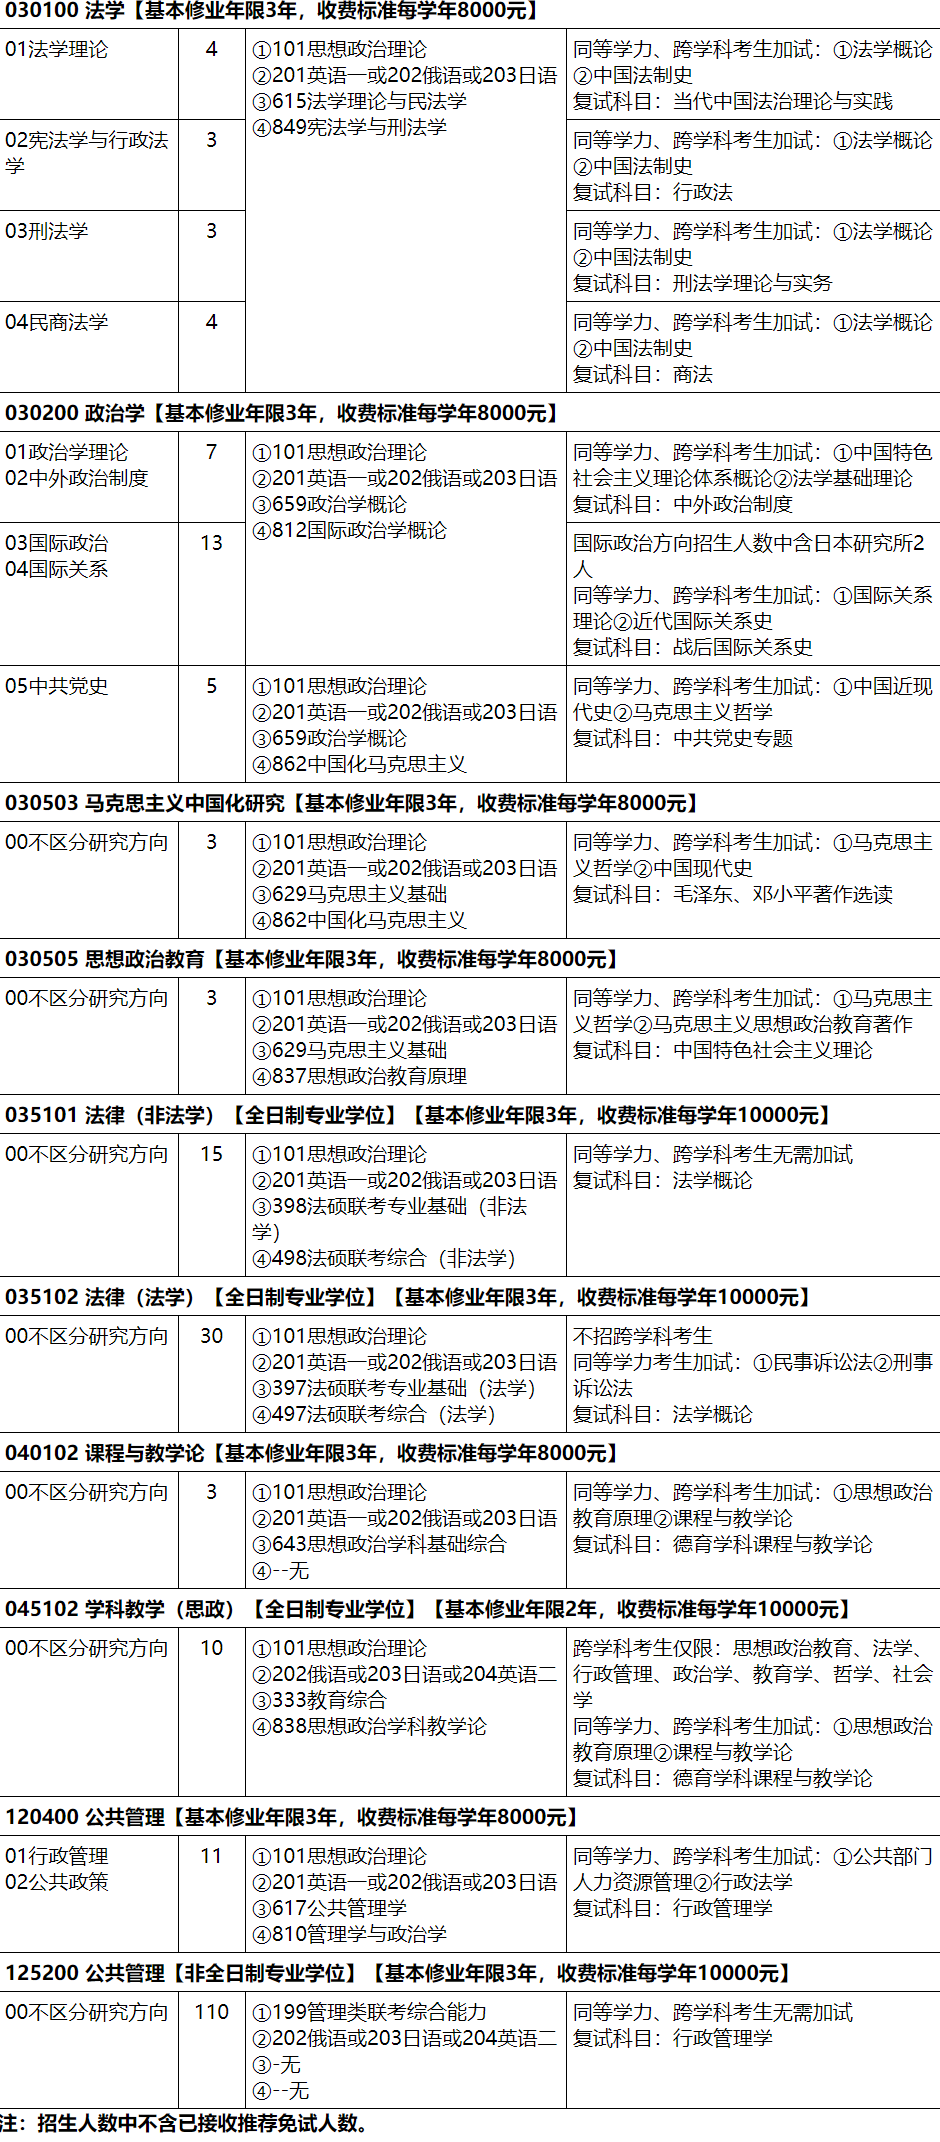 030100 法学【基本修业年限3年，收费标准每学年8000元】
01法学理论
4
①101思想政治理论
②201英语一或202俄语或203日语
③615法学理论与民法学
④849宪法学与刑法学
同等学力、跨学科考生加试：①法学概论
②中国法制史
复试科目：当代中国法治理论与实践
02宪法学与行政法
学
3
同等学力、跨学科考生加试：①法学概论
②中国法制史
复试科目：行政法
03刑法学
3
同等学力、跨学科考生加试：①法学概论
②中国法制史
复试科目：刑法学理论与实务
04民商法学
4
同等学力、跨学科考生加试：①法学概论
②中国法制史
复试科目：商法
030200 政治学【基本修业年限3年，收费标准每学年8000元】
01政治学理论
02中外政治制度
7
①101思想政治理论
②201英语一或202俄语或203日语
③659政治学概论
④812国际政治学概论
同等学力、跨学科考生加试：①中国特色
社会主义理论体系概论②法学基础理论
复试科目：中外政治制度
03国际政治
04国际关系
13
国际政治方向招生人数中含日本研究所2
人
同等学力、跨学科考生加试：①国际关系
理论②近代国际关系史
复试科目：战后国际关系史
05中共党史
5
①101思想政治理论
②201英语一或202俄语或203日语
③659政治学概论
④862中国化马克思主义
同等学力、跨学科考生加试：①中国近现
代史②马克思主义哲学
复试科目：中共党史专题
030503 马克思主义中国化研究【基本修业年限3年，收费标准每学年8000元】
00不区分研究方向
3
①101思想政治理论
②201英语一或202俄语或203日语
③629马克思主义基础
④862中国化马克思主义
同等学力、跨学科考生加试：①马克思主
义哲学②中国现代史
复试科目：毛泽东、邓小平著作选读
030505 思想政治教育【基本修业年限3年，收费标准每学年8000元】
00不区分研究方向
3
①101思想政治理论
②201英语一或202俄语或203日语
③629马克思主义基础
④837思想政治教育原理
同等学力、跨学科考生加试：①马克思主
义哲学②马克思主义思想政治教育著作
复试科目：中国特色社会主义理论
035101 法律（非法学）【全日制专业学位】【基本修业年限3年，收费标准每学年10000元】
00不区分研究方向
15
①101思想政治理论
②201英语一或202俄语或203日语
③398法硕联考专业基础（非法
学）
④498法硕联考综合（非法学）
同等学力、跨学科考生无需加试
复试科目：法学概论
035102 法律（法学）【全日制专业学位】【基本修业年限3年，收费标准每学年10000元】
00不区分研究方向
30
①101思想政治理论
②201英语一或202俄语或203日语
③397法硕联考专业基础（法学）
④497法硕联考综合（法学）
不招跨学科考生
同等学力考生加试：①民事诉讼法②刑事
诉讼法
复试科目：法学概论
040102 课程与教学论【基本修业年限3年，收费标准每学年8000元】
00不区分研究方向
3
①101思想政治理论
②201英语一或202俄语或203日语
③643思想政治学科基础综合
④--无
同等学力、跨学科考生加试：①思想政治
教育原理②课程与教学论
复试科目：德育学科课程与教学论
045102 学科教学（思政）【全日制专业学位】【基本修业年限2年，收费标准每学年10000元】
00不区分研究方向
10
①101思想政治理论
②202俄语或203日语或204英语二
③333教育综合
④838思想政治学科教学论
跨学科考生仅限：思想政治教育、法学、
行政管理、政治学、教育学、哲学、社会
学
同等学力、跨学科考生加试：①思想政治
教育原理②课程与教学论
复试科目：德育学科课程与教学论
120400 公共管理【基本修业年限3年，收费标准每学年8000元】
01行政管理
02公共政策
11
①101思想政治理论
②201英语一或202俄语或203日语
③617公共管理学
④810管理学与政治学
同等学力、跨学科考生加试：①公共部门
人力资源管理②行政法学
复试科目：行政管理学
125200 公共管理【非全日制专业学位】【基本修业年限3年，收费标准每学年10000元】
00不区分研究方向
110
①199管理类联考综合能力
②202俄语或203日语或204英语二
③-无
④--无
同等学力、跨学科考生无需加试
复试科目：行政管理学
注：招生人数中不含已接收推荐免试人数。